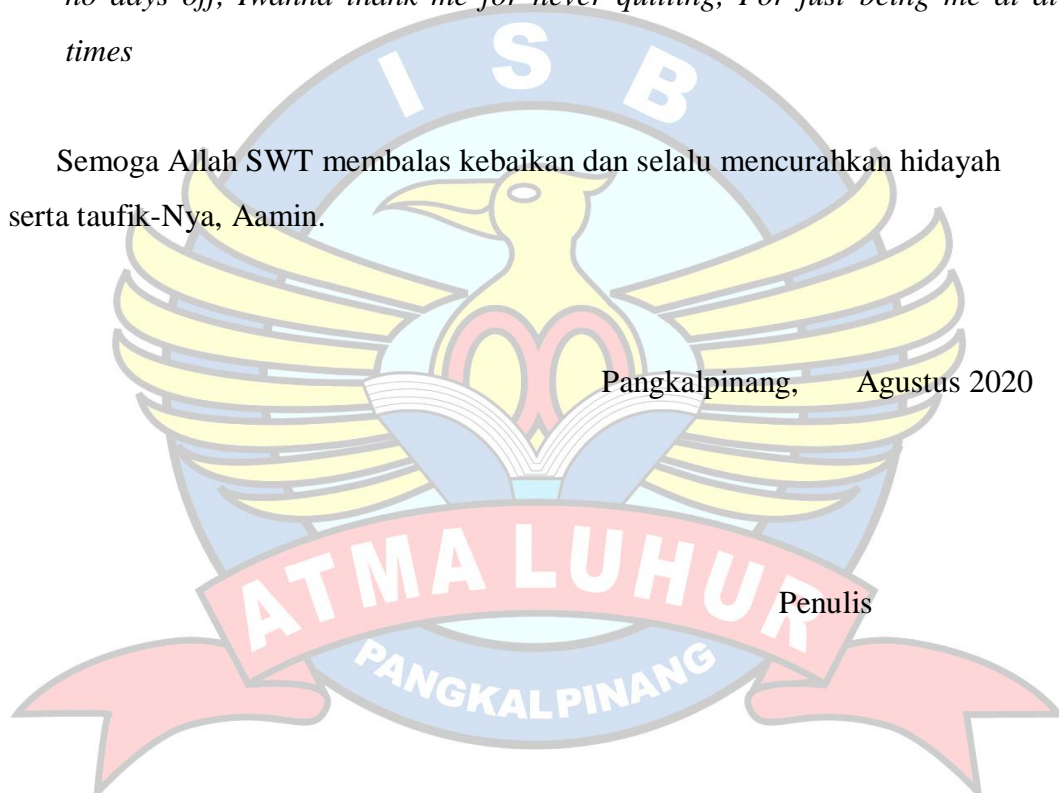 no days off, Iwanna thank me for never quitting, For just being me at all
times
Semoga Allah SWT membalas kebaikan dan selalu mencurahkan hidayah
serta taufik-Nya, Aamin.
Pangkalpinang, Agustus 2020
Penulis
I S B
ATMA LUHUR
PANGKALPINANG